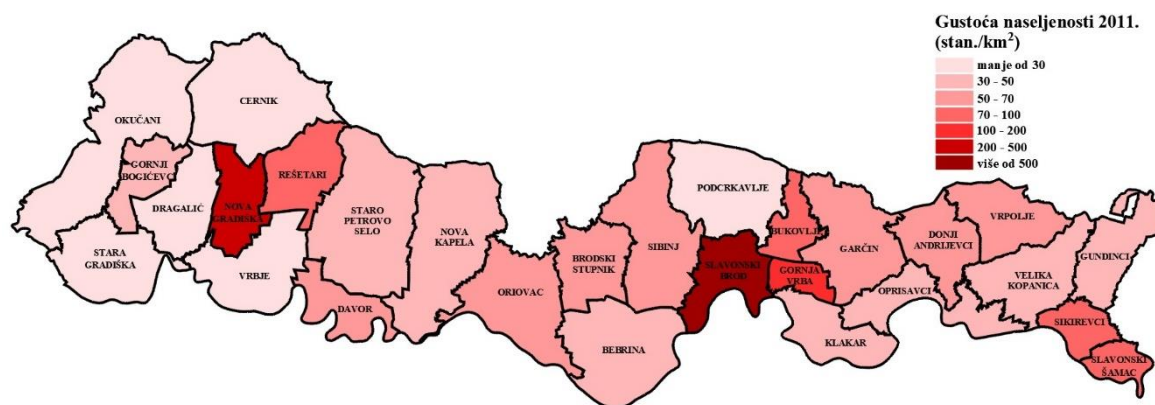 Gustoća naseljenosti 2011.
(stan./km²)
manje od 30
30 - 50
50 - 70
70 - 100
100 - 200
200 - 500
više od 500
OKUČANI
CERNIK
GORNJI
BOGIĆEVCI
REŠETARI
DRAGALIĆ
NOVA
GRADIŠKA
STARA
GRADIŠKA
VRBJE
STARO
PETROVO
SELO
NOVA
KAPELA
DAVOR
ORIOVAC
BRODSKI
STUPNIK
SIBINJ
BEBRINA
PODCRKAVLJE
SLAVONSKI
BROD
BUKOVLJE
GORNJA
VRBA
GARČIN
KLAKAR
OPRISAVCI
DONJI
ANDRIJEVCI
VRPOLJE
VELIKA
KOPANICA
GUNDINCI
SIKIREVCI
SLAVONSKI
ŠAMAC